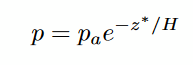 p = p_a e^{-z^*/H}